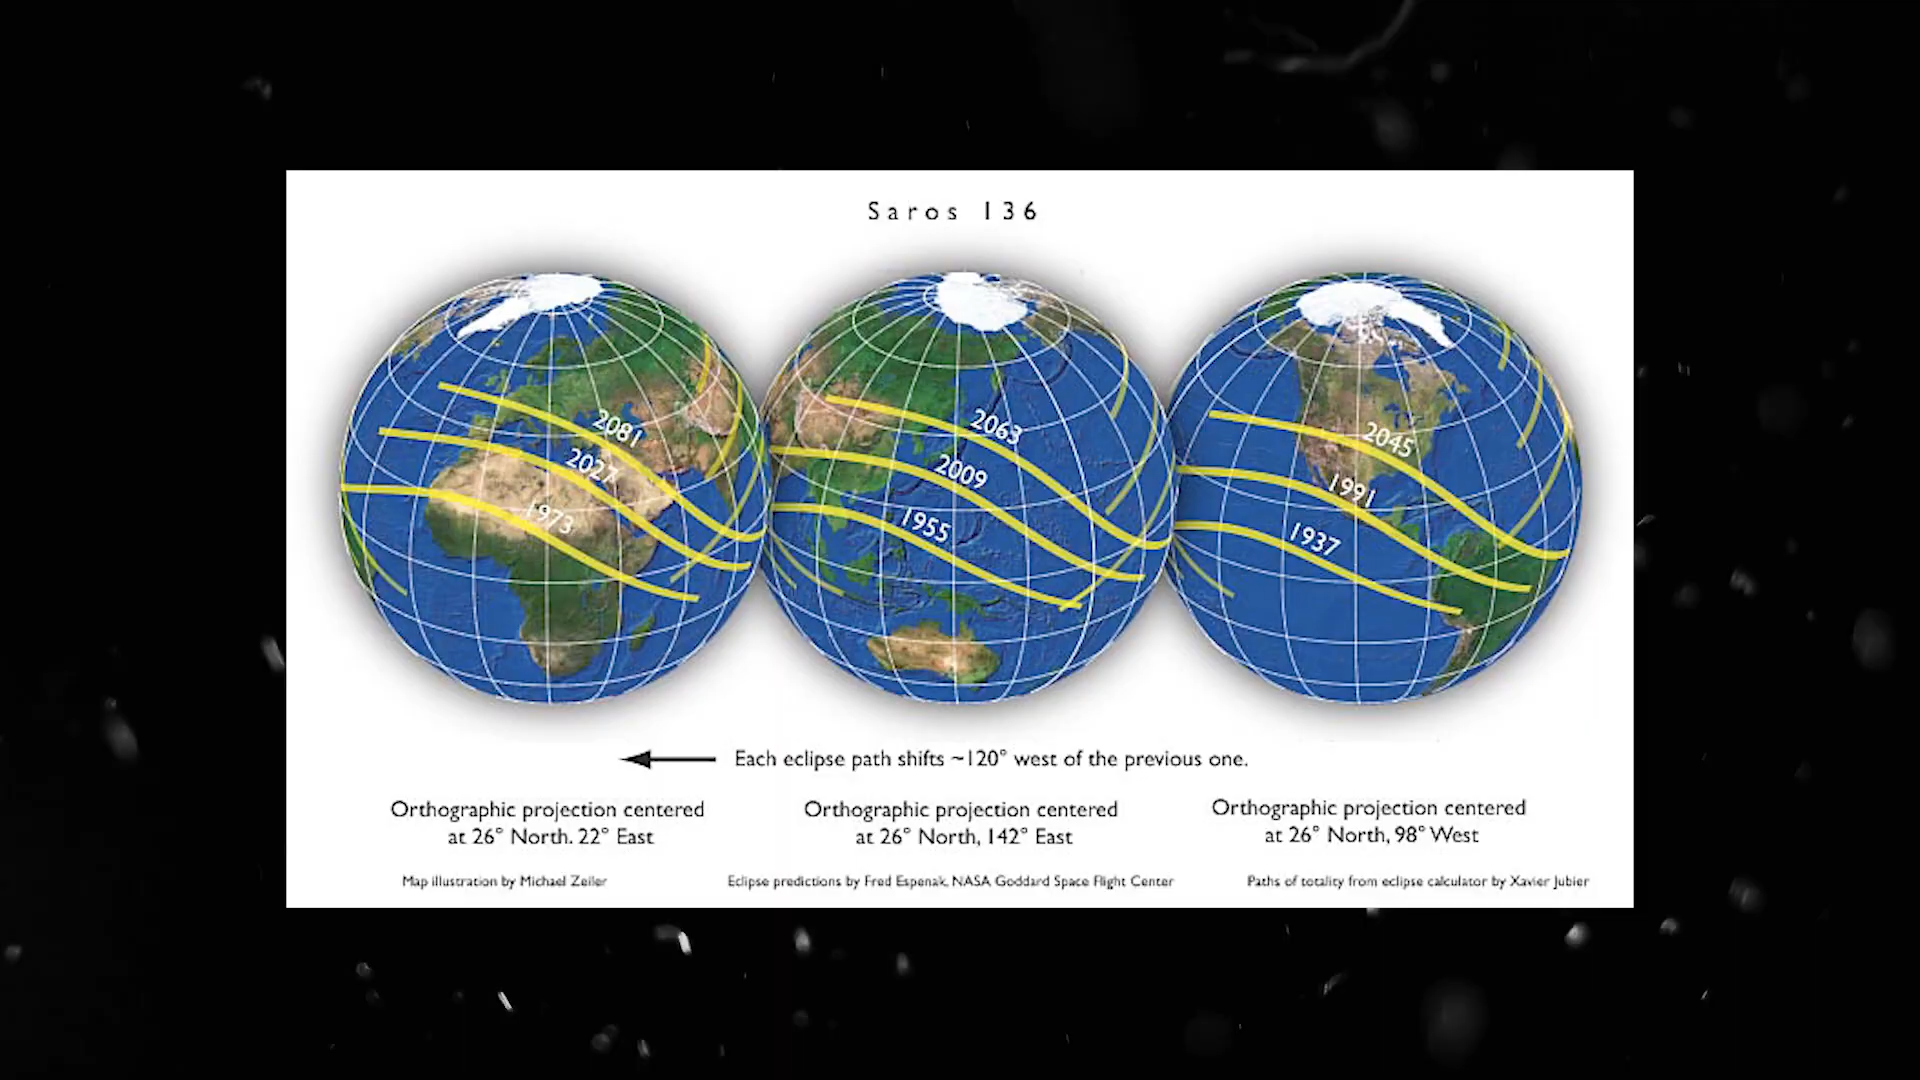 Saros 136
2081
2027
1973
2063
2009
1955
2045
1991
1937
Each eclipse path shifts ~120° west of the previous one.
Orthographic projection centered
at 26° North. 22° East
Orthographic projection centered
at 26° North, 142° East
Orthographic projection centered
at 26° North, 98° West
Map illustration by Michael Zeiler
Eclipse predictions by Fred Espenak, NASA Goddard Space Flight Center
Paths of totality from eclipse calculator by Xavier Jubier